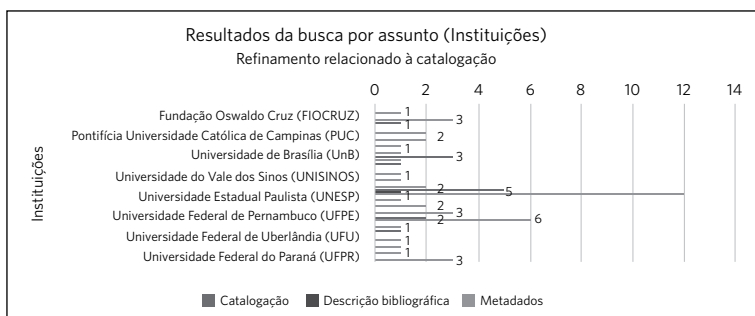 Resultados da busca por assunto (Instituições)
Refinamento relacionado à catalogação
0 2 4 6 8 10 12 14
Instituições
1
Fundação Oswaldo Cruz (FIOCRUZ) 3
1
Pontifícia Universidade Católica de Campinas (PUC) 2
1
Universidade de Brasília (UnB) 3
Universidade do Vale dos Sinos (UNISINOS) 1
2
5
Universidade Estadual Paulista (UNESP) 1
2
Universidade Federal de Pernambuco (UFPE) 3
2 6
1
Universidade Federal de Uberlândia (UFU)
1
Universidade Federal do Paraná (UFPR) 1
3
Catalogação Descrição bibliográfica Metadados